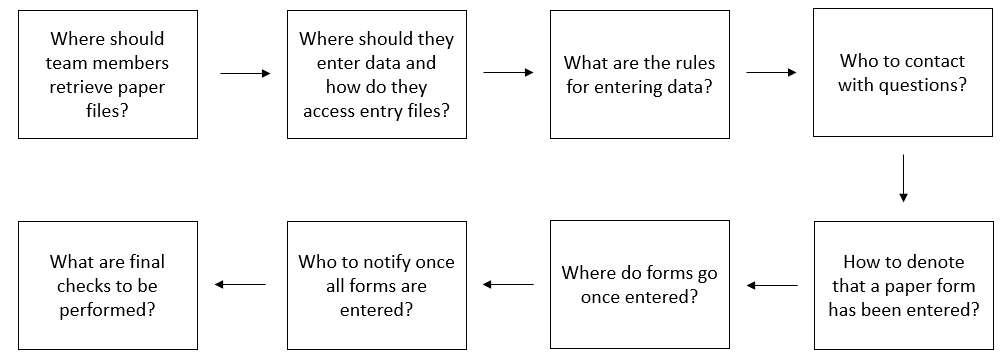 Where should
team members
retrieve paper
files?
Where should they
enter data and
how do they
access entry files?
What are the rules
for entering data?
Who to contact
with questions?
How to denote
that a paper form
has been entered?
Where do forms go
once entered?
Who to notify once
all forms are
entered?
What are final
checks to be
performed?